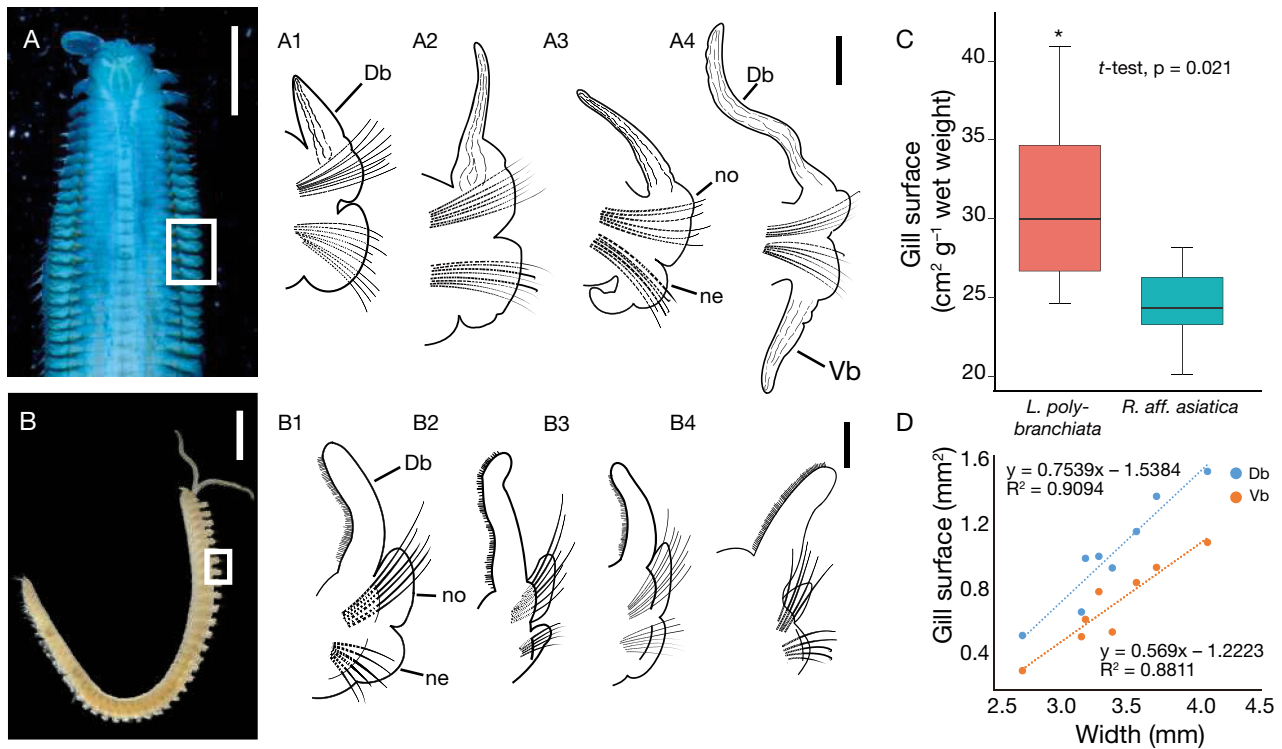 A
A1
A2
A3
A4
Db
Db
no
ne
Vb
B
B1
B2
B3
B4
Db
no
ne
C
Gill surface
(cm² g⁻¹ wet weight)
40
35
30
25
20
*
t-test, p = 0.021
L. poly-
branchiata
R. aff. asiatica
D
Gill surface (mm²)
1.6
1.2
0.8
0.4
y = 0.7539x − 1.5384
R² = 0.9094
Db
Vb
y = 0.569x − 1.2223
R² = 0.8811
2.5 3.0 3.5 4.0 4.5
Width (mm)